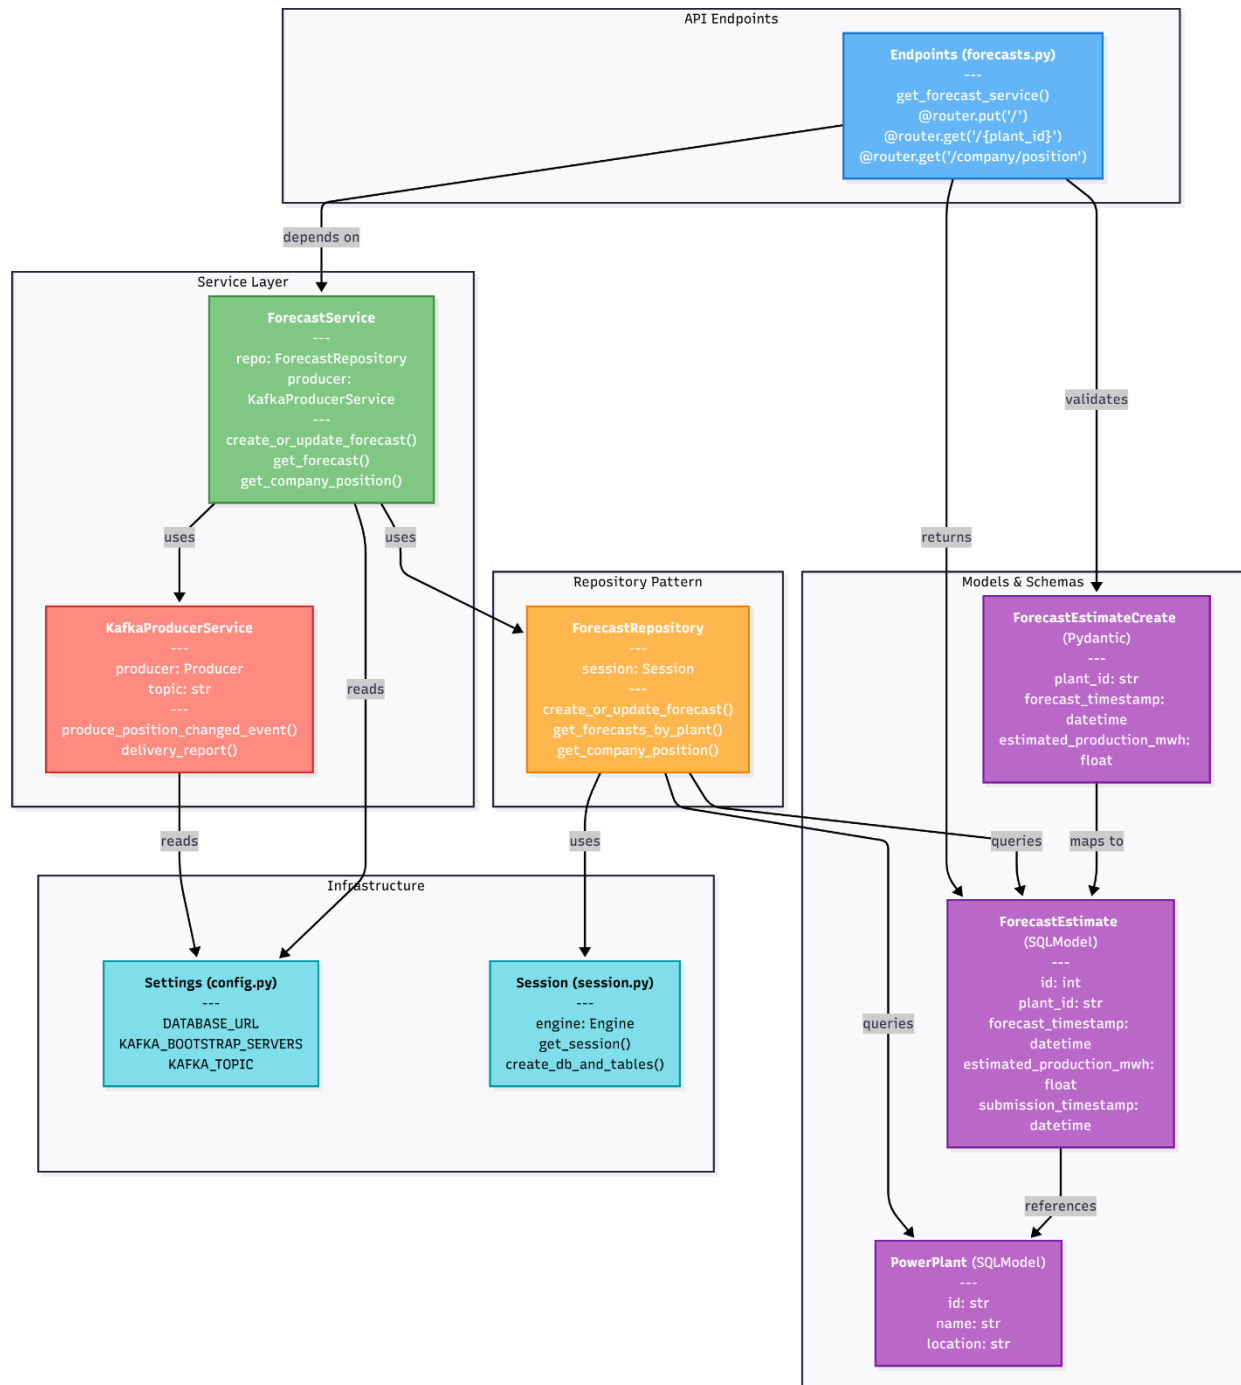 API Endpoints
Endpoints (forecasts.py)
---
get_forecast_service()
@router.put('/')
@router.get('/{plant_id}')
@router.get('/company/position')
depends on
Service Layer
ForecastService
---
repo: ForecastRepository
producer:
KafkaProducerService
---
create_or_update_forecast()
get_forecast()
get_company_position()
validates
uses
uses
returns
Repository Pattern
Models & Schemas
KafkaProducerService
---
producer: Producer
topic: str
---
produce_position_changed_event()
delivery_report()
reads
ForecastRepository
---
session: Session
---
create_or_update_forecast()
get_forecasts_by_plant()
get_company_position()
ForecastEstimateCreate
(Pydantic)
---
plant_id: str
forecast_timestamp:
datetime
estimated_production_mwh:
float
reads
uses
queries
maps to
Infrastructure
Settings (config.py)
---
DATABASE_URL
KAFKA_BOOTSTRAP_SERVERS
KAFKA_TOPIC
Session (session.py)
---
engine: Engine
get_session()
create_db_and_tables()
queries
ForecastEstimate
(SQLModel)
---
id: int
plant_id: str
forecast_timestamp:
datetime
estimated_production_mwh:
float
submission_timestamp:
datetime
references
PowerPlant (SQLModel)
---
id: str
name: str
location: str